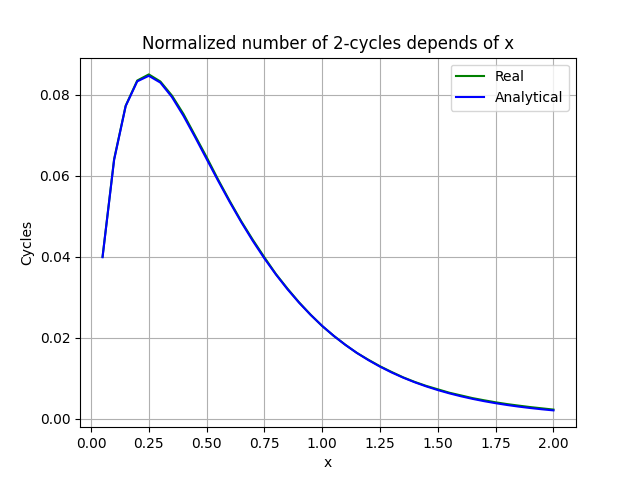 Normalized number of 2-cycles depends of x
Real
Analytical
0.08
0.06
0.04
0.02
0.00
Cycles
0.00 0.25 0.50 0.75 1.00 1.25 1.50 1.75 2.00
x